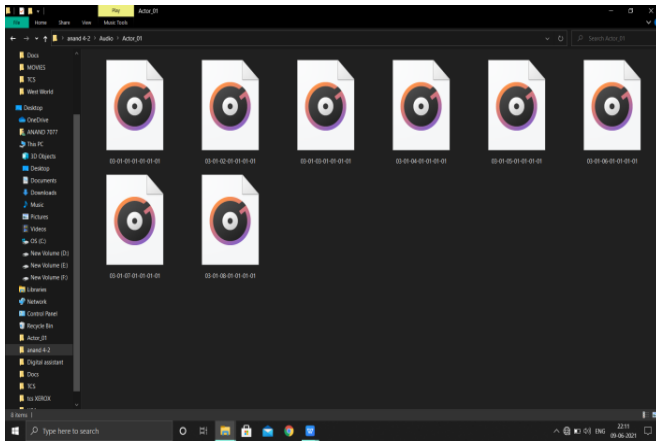 Play
Actor_01
File Home Share View Music Tools
anand 4-2 > Audio > Actor_01
Search Actor_01
Docs
MOVIES
TCS
West World
Desktop
OneDrive
ANAND 7077
This PC
3D Objects
Desktop
Documents
Downloads
Music
Pictures
Videos
OS (C:)
New Volume (D:)
New Volume (E:)
New Volume (F:)
Libraries
Network
Control Panel
Recycle Bin
Actor_01
anand 4-2
Digital assistant
Docs
TCS
Iss XEROX
03-01-01-01-01-01-01
03-01-02-01-01-01-01
03-01-03-01-01-01-01
03-01-04-01-01-01-01
03-01-05-01-01-01-01
03-01-06-01-01-01-01
03-01-07-01-01-01-01
03-01-08-01-01-01-01
8 items
Type here to search
ENG
22:11
09-06-2021